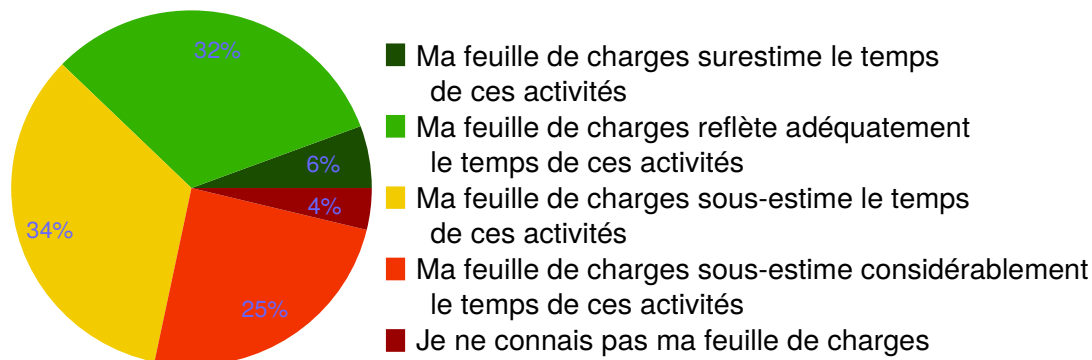 32%
6%
34%
4%
25%
Ma feuille de charges surestime le temps
de ces activités
Ma feuille de charges reflète adéquatement
le temps de ces activités
Ma feuille de charges sous-estime le temps
de ces activités
Ma feuille de charges sous-estime considérablement
le temps de ces activités
Je ne connais pas ma feuille de charges